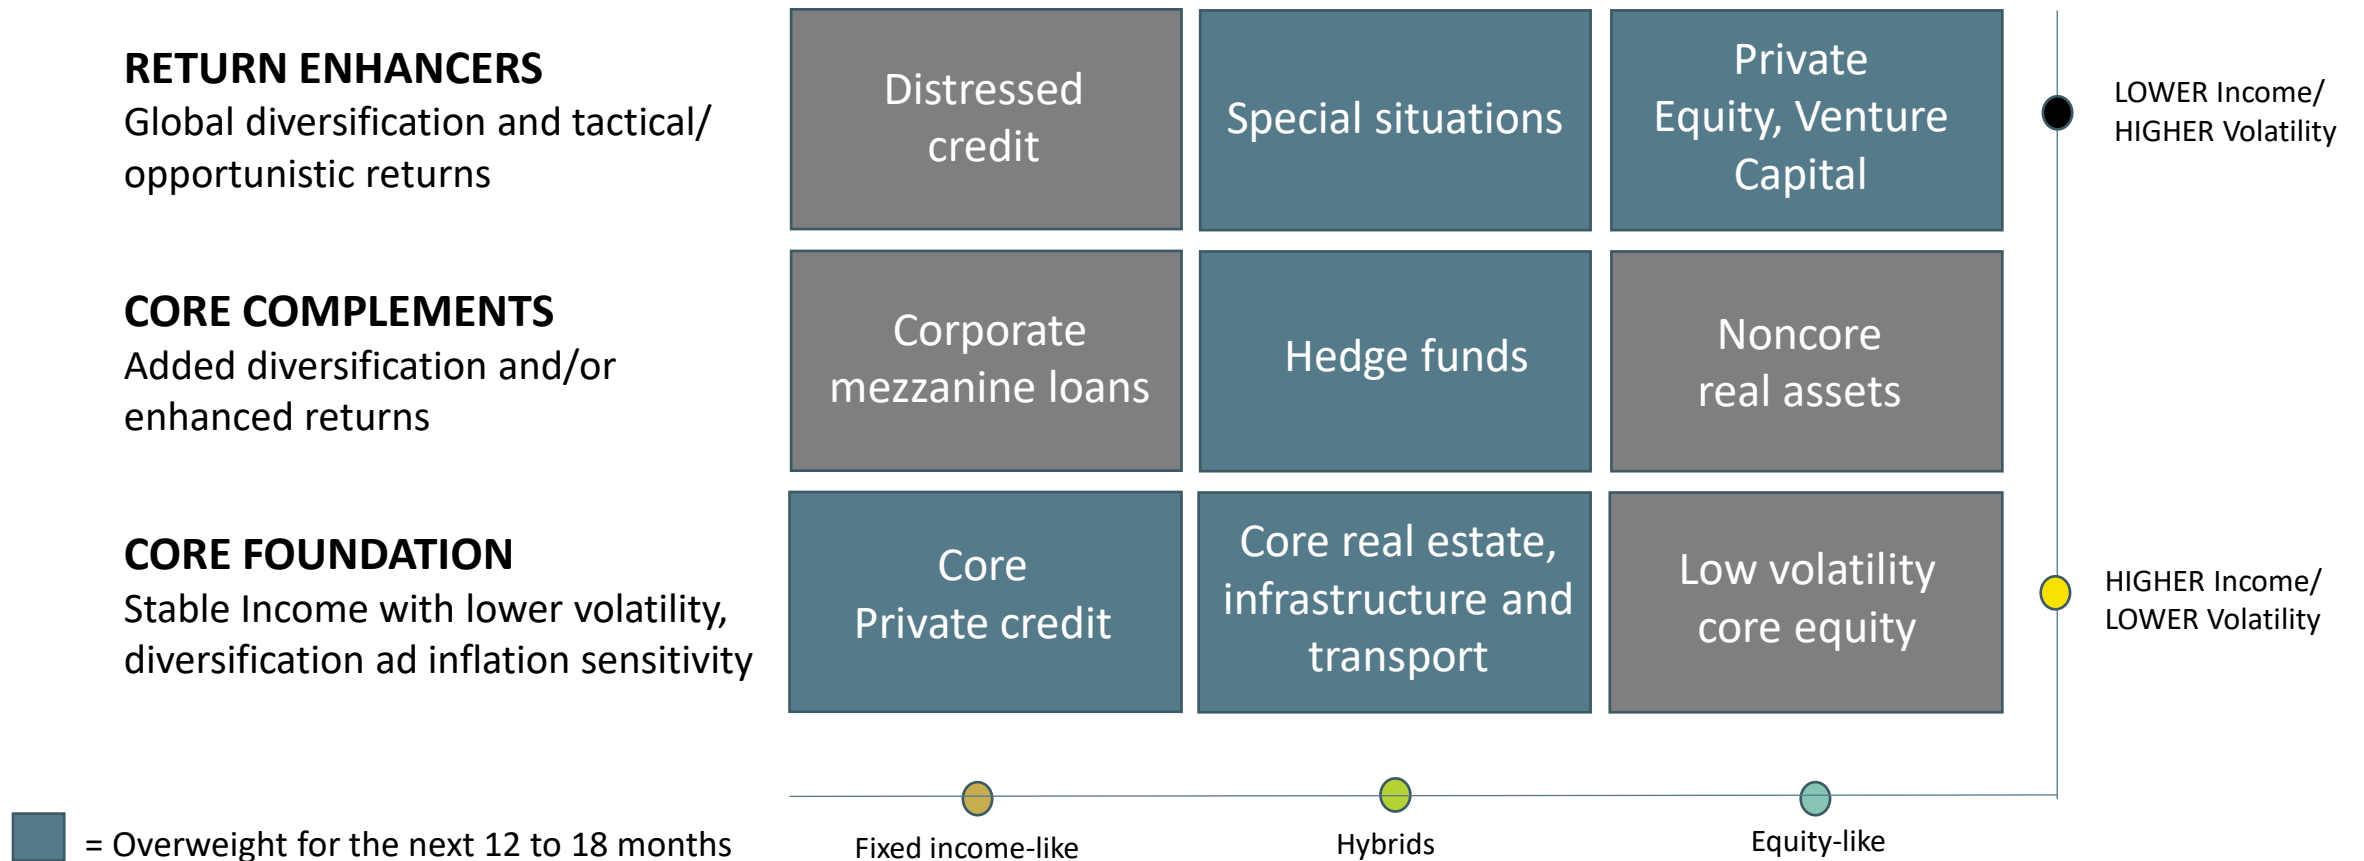 RETURN ENHANCERS
Global diversification and tactical/
opportunistic returns
Distressed
credit
Special situations
Private
Equity, Venture
Capital
LOWER Income/
HIGHER Volatility
CORE COMPLEMENTS
Added diversification and/or
enhanced returns
Corporate
mezzanine loans
Hedge funds
Noncore
real assets
CORE FOUNDATION
Stable Income with lower volatility,
diversification ad inflation sensitivity
Core
Private credit
Core real estate,
infrastructure and
transport
Low volatility
core equity
HIGHER Income/
LOWER Volatility
= Overweight for the next 12 to 18 months
Fixed income-like
Hybrids
Equity-like